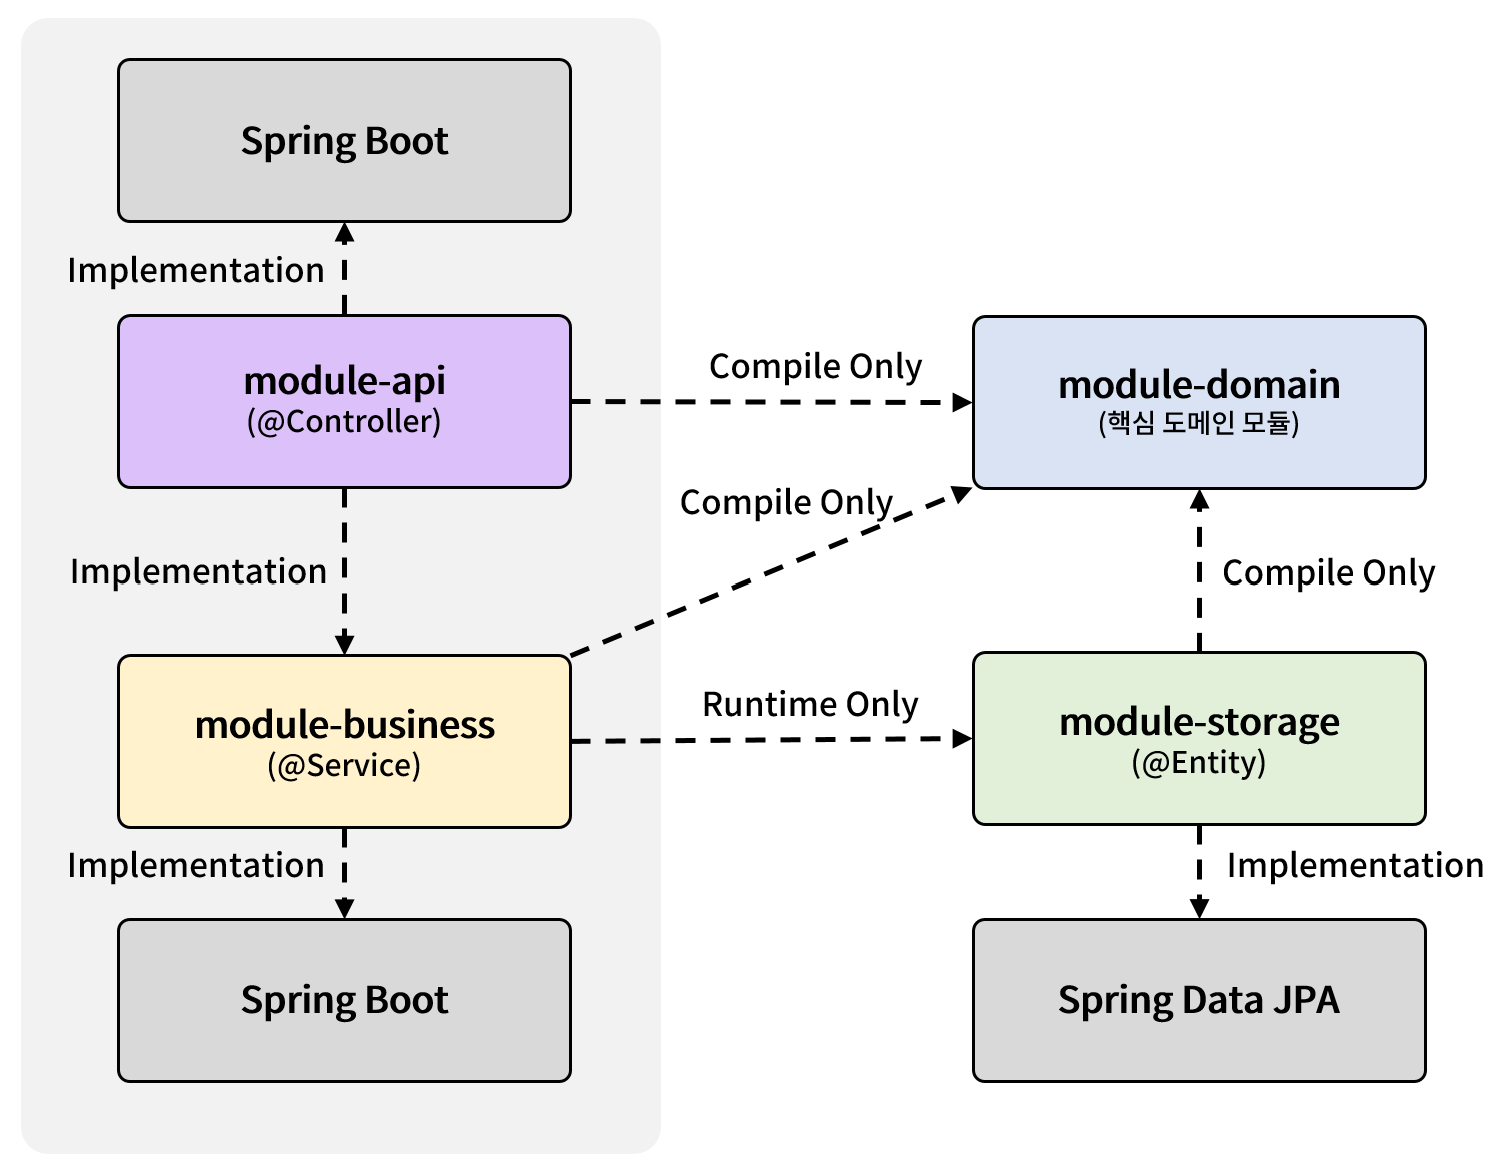 Spring Boot
Implementation
module-api
(@Controller)
Compile Only
module-domain
(핵심 도메인 모듈)
Compile Only
Implementation
Compile Only
module-business
(@Service)
Runtime Only
module-storage
(@Entity)
Implementation
Implementation
Spring Boot
Spring Data JPA